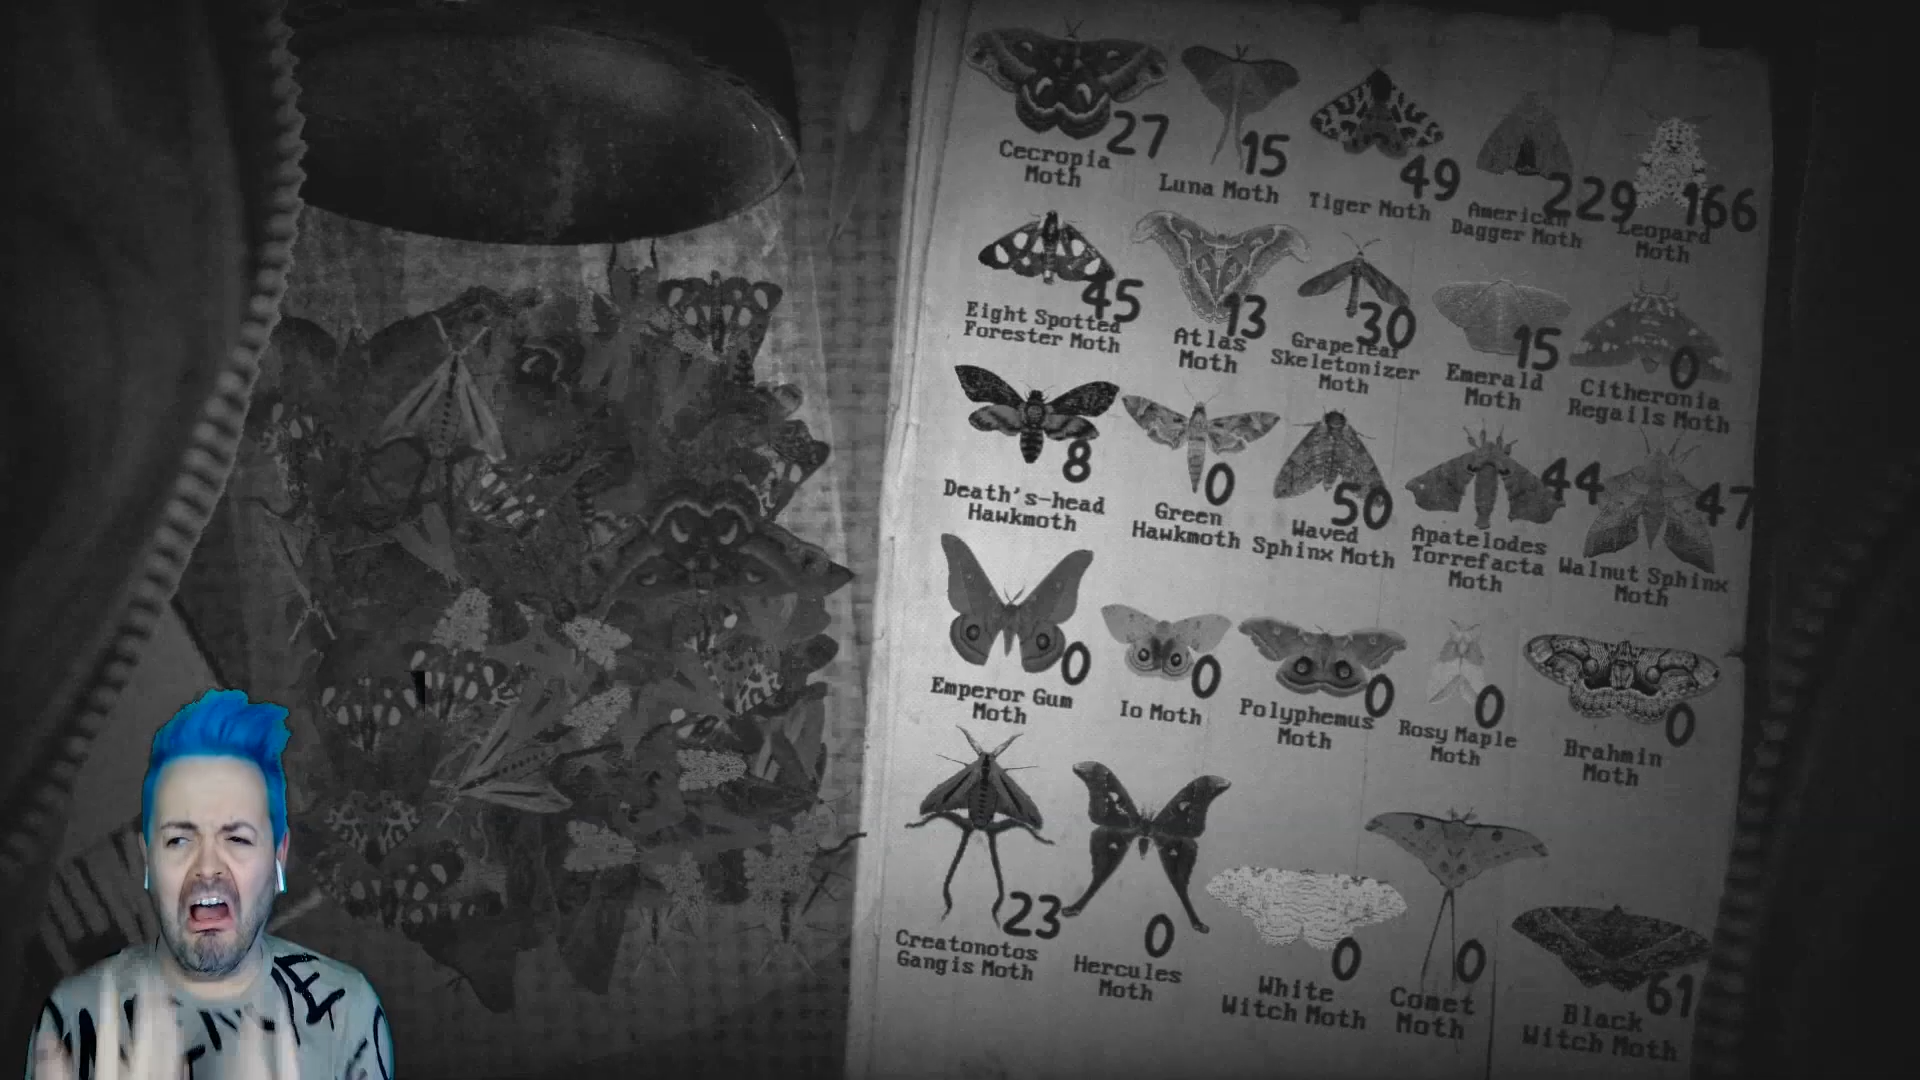 27
Cecropia
Moth
15
Luna Moth
49
Tiger Moth
229
American
Dagger Moth
166
Leopard
Moth
45
Eight Spotted
Forester Moth
13
Atlas
Moth
30
Grapeleaf
Skeletonizer
Moth
15
Emerald
Moth
0
Citheronia
Regails Moth
8
Death's-head
Hawkmoth
0
Green
Hawkmoth
50
Waved
Sphinx Moth
44
Apatelodes
Torrefacta
Moth
47
Walnut Sphinx
Moth
0
Emperor Gum
Moth
0
Io Moth
0
Polyphemus
Moth
0
Rosy Maple
Moth
0
Brahmin
Moth
23
Creatonotos
Gangis Moth
0
Hercules
Moth
0
White
Witch Moth
0
Comet
Moth
61
Black
Witch Moth